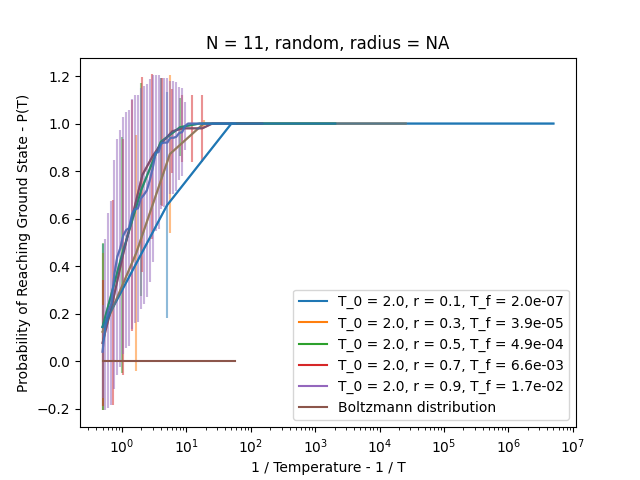 N = 11, random, radius = NA
Probability of Reaching Ground State - P(T)
1.2
1.0
0.8
0.6
0.4
0.2
0.0
−0.2
T_0 = 2.0, r = 0.1, T_f = 2.0e-07
T_0 = 2.0, r = 0.3, T_f = 3.9e-05
T_0 = 2.0, r = 0.5, T_f = 4.9e-04
T_0 = 2.0, r = 0.7, T_f = 6.6e-03
T_0 = 2.0, r = 0.9, T_f = 1.7e-02
Boltzmann distribution
10⁰ 10¹ 10² 10³ 10⁴ 10⁵ 10⁶ 10⁷
1 / Temperature - 1 / T